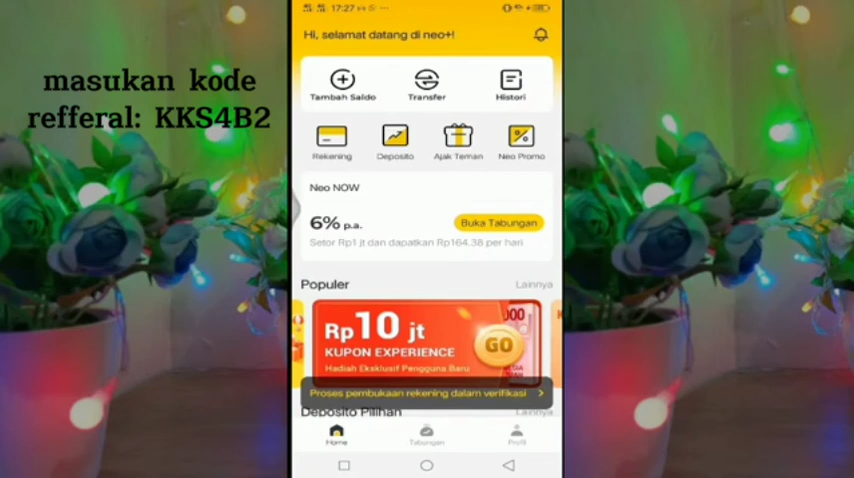 masukan kode
refferal: KKS4B2
17:27
Hi, selamat datang di neo+!
Tambah Saldo
Transfer
Histori
Rekening
Deposito
Ajak Teman
Neo Promo
Neo NOW
6% p.a.
Buka Tabungan
Setor Rp1 jt dan dapatkan Rp164.38 per hari
Populer
Lainnya
Rp10 jt
KUPON EXPERIENCE
Hadiah Eksklusif Pengguna Baru
GO
Proses pembukaan rekening dalam verifikasi >
Deposito Pilihan
Lainnya
Home
Tabungan
Profil